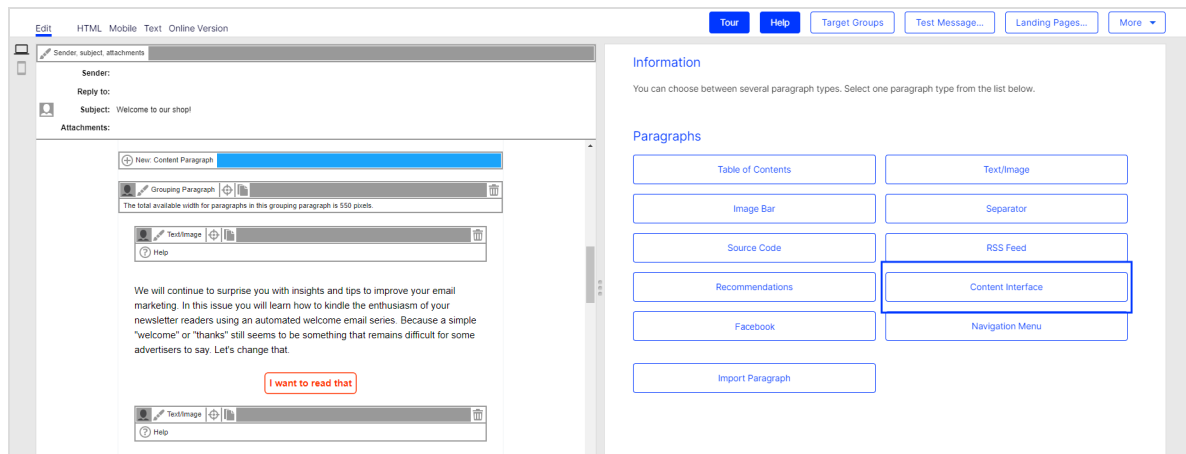 Edit HTML Mobile Text Online Version
Tour Help Target Groups Test Message... Landing Pages... More
Sender, subject, attachments
Sender:
Reply to:
Subject: Welcome to our shop!
Attachments:
New: Content Paragraph
Grouping Paragraph
The total available width for paragraphs in this grouping paragraph is 550 pixels.
Text/Image
Help
We will continue to surprise you with insights and tips to improve your email
marketing. In this issue you will learn how to kindle the enthusiasm of your
newsletter readers using an automated welcome email series. Because a simple
"welcome" or "thanks" still seems to be something that remains difficult for some
advertisers to say. Let's change that.
I want to read that
Text/Image
Help
Information
You can choose between several paragraph types. Select one paragraph type from the list below.
Paragraphs
Table of Contents Text/Image
Image Bar Separator
Source Code RSS Feed
Recommendations Content Interface
Facebook Navigation Menu
Import Paragraph